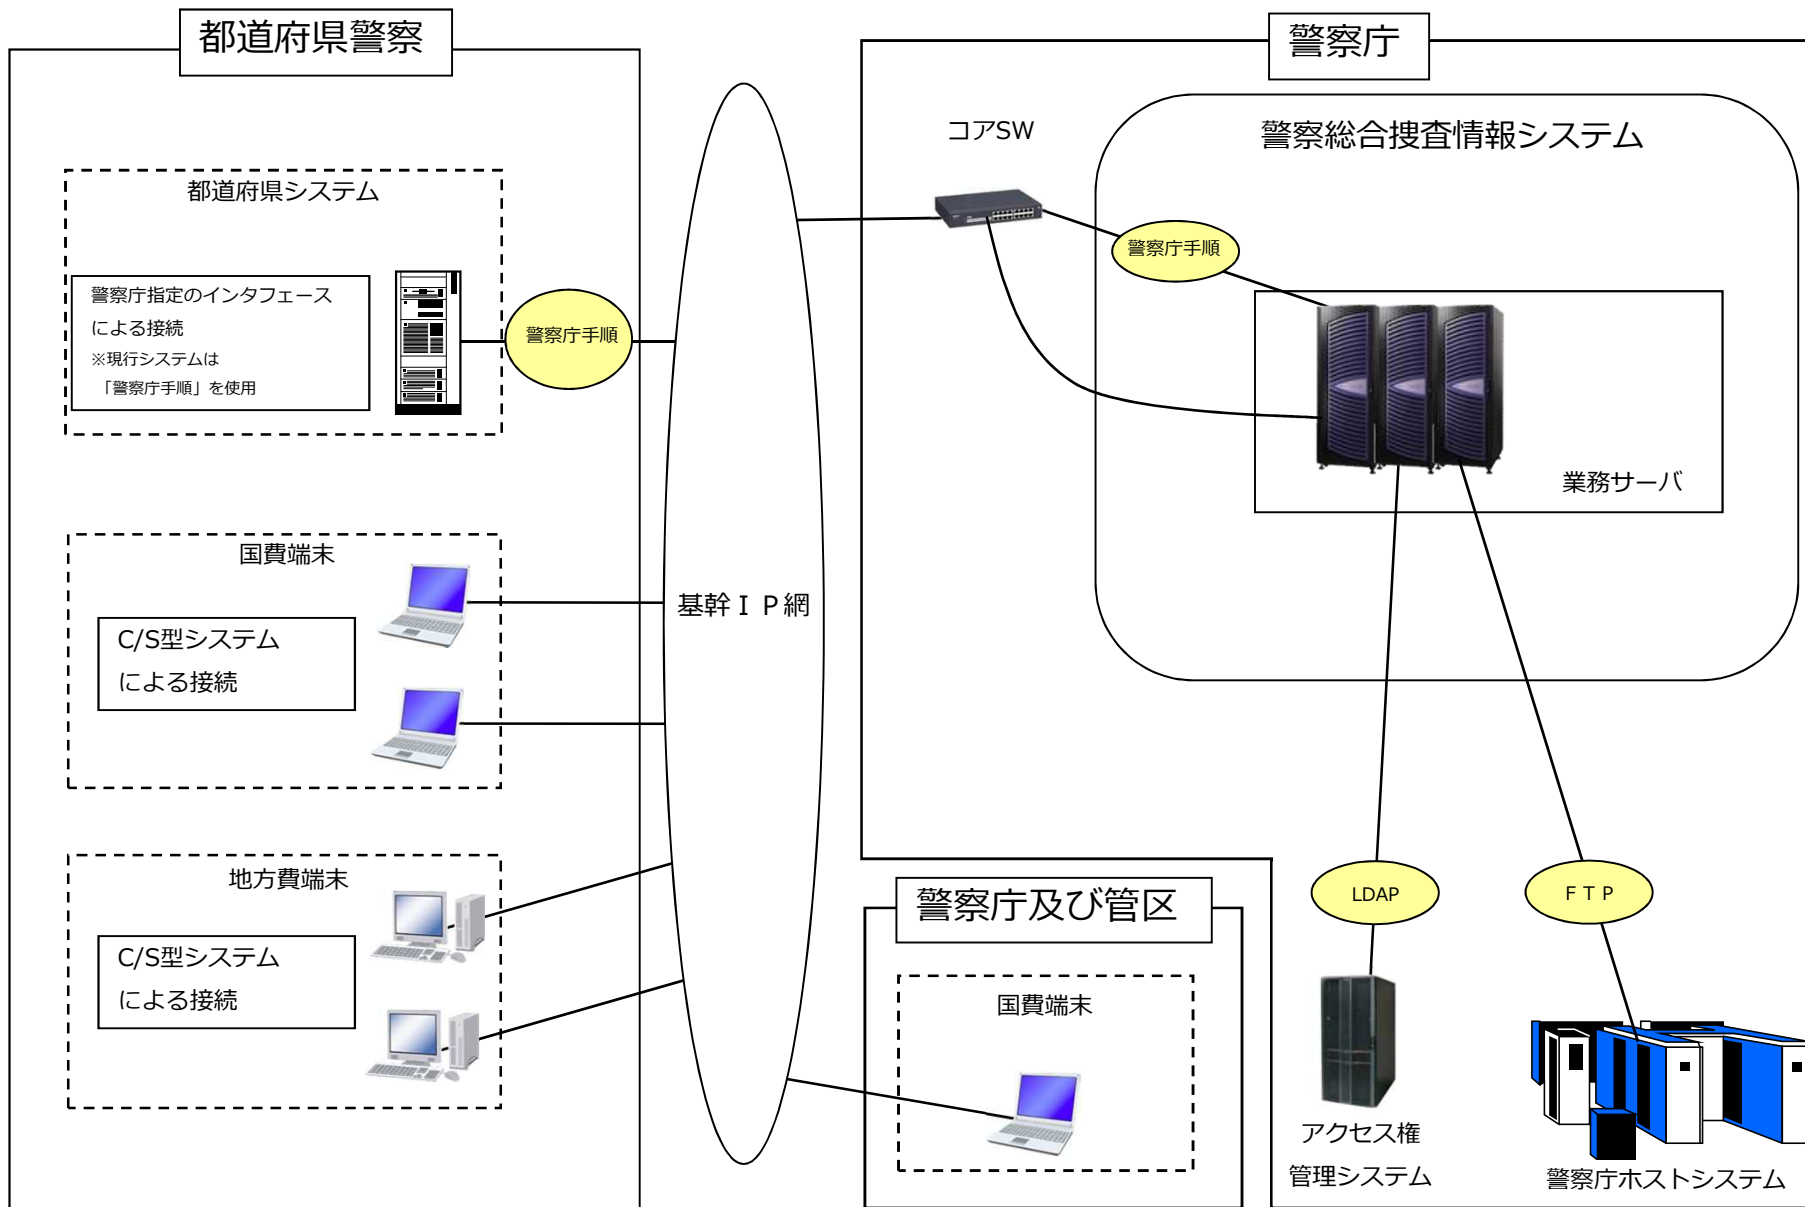 都道府県警察
都道府県システム
警察庁指定のインタフェース
による接続
※現行システムは
「警察庁手順」を使用
警察庁手順
国費端末
C/S型システム
による接続
地方費端末
C/S型システム
による接続
基幹ＩＰ網
警察庁
コアSW
警察総合捜査情報システム
警察庁手順
業務サーバ
LDAP
ＦＴＰ
警察庁及び管区
国費端末
アクセス権
管理システム
警察庁ホストシステム